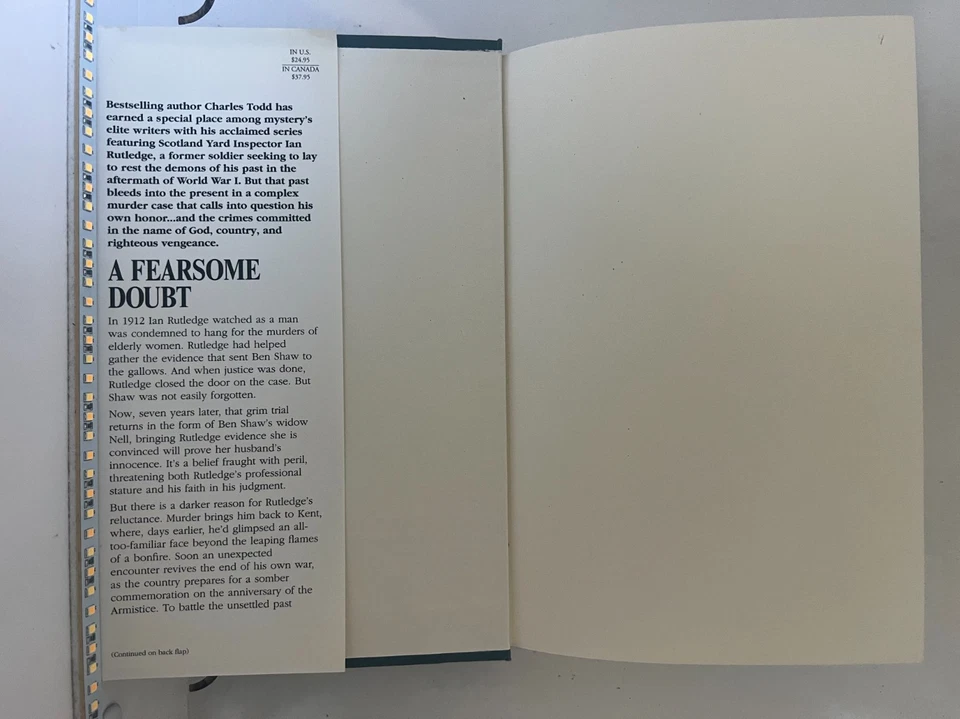 IN U.S.
$24.95
IN CANADA
$37.95
Bestselling author Charles Todd has
earned a special place among mystery's
elite writers with his acclaimed series
featuring Scotland Yard Inspector Ian
Rutledge, a former soldier seeking to lay
to rest the demons of his past in the
aftermath of World War I. But that past
bleeds into the present in a complex
murder case that calls into question his
own honor...and the crimes committed
in the name of God, country, and
righteous vengeance.
A FEARSOME
DOUBT
In 1912 Ian Rutledge watched as a man
was condemned to hang for the murders of
elderly women. Rutledge had helped
gather the evidence that sent Ben Shaw to
the gallows. And when justice was done,
Rutledge closed the door on the case. But
Shaw was not easily forgotten.
Now, seven years later, that grim trial
returns in the form of Ben Shaw's widow
Nell, bringing Rutledge evidence she is
convinced will prove her husband's
innocence. It's a belief fraught with peril,
threatening both Rutledge's professional
stature and his faith in his judgment.
But there is a darker reason for Rutledge's
reluctance. Murder brings him back to Kent,
where, days earlier, he'd glimpsed an all-
too-familiar face beyond the leaping flames
of a bonfire. Soon an unexpected
encounter revives the end of his own war,
as the country prepares for a somber
commemoration on the anniversary of the
Armistice. To battle the unsettled past
(Continued on back flap)